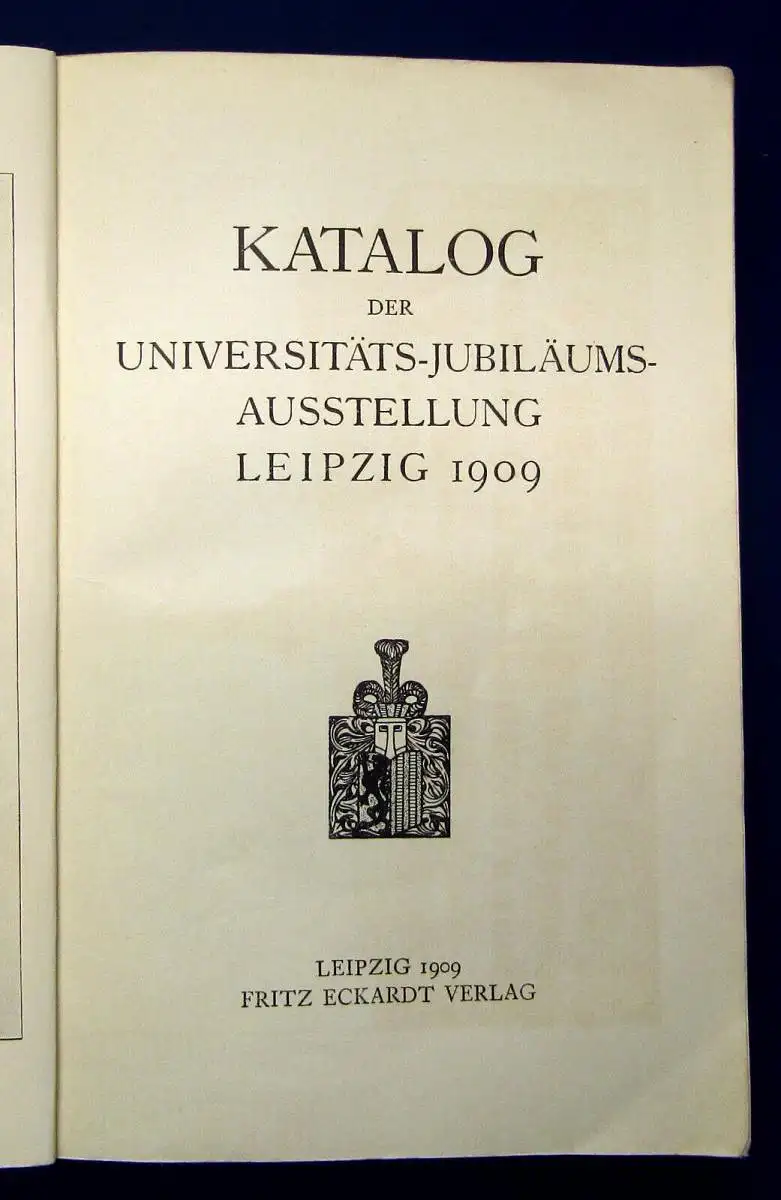 KATALOG
DER
UNIVERSITÄTS-JUBILÄUMS-
AUSSTELLUNG
LEIPZIG 1909
LEIPZIG 1909
FRITZ ECKARDT VERLAG